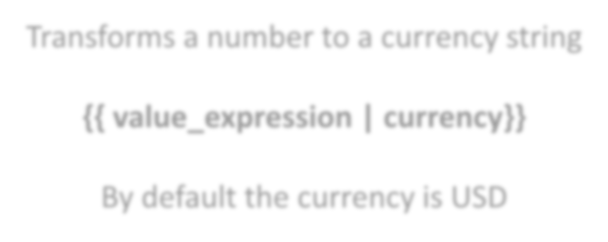 Transforms a number to a currency string
{{ value_expression | currency}}
By default the currency is USD